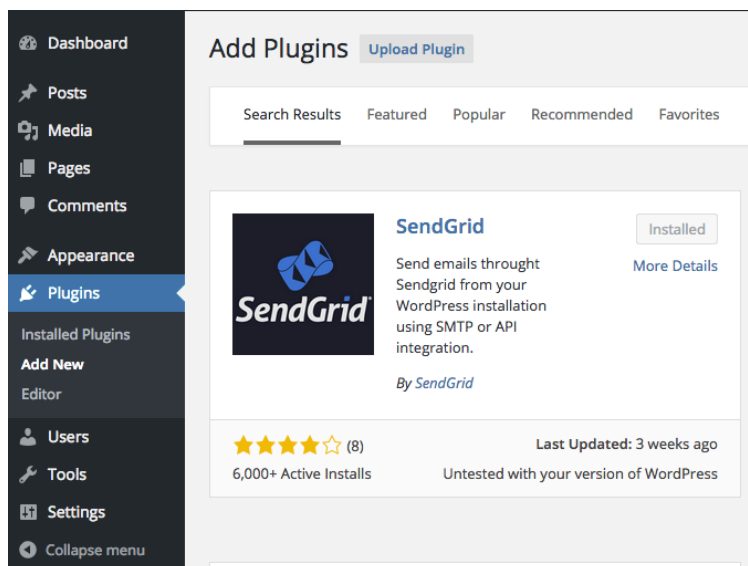 Dashboard
Posts
Media
Pages
Comments
Appearance
Plugins
Installed Plugins
Add New
Editor
Users
Tools
Settings
Collapse menu
Add Plugins Upload Plugin
Search Results Featured Popular Recommended Favorites
SendGrid
SendGrid
Installed
More Details
Send emails throught
Sendgrid from your
WordPress installation
using SMTP or API
integration.
By SendGrid
(8)
6,000+ Active Installs
Last Updated: 3 weeks ago
Untested with your version of WordPress